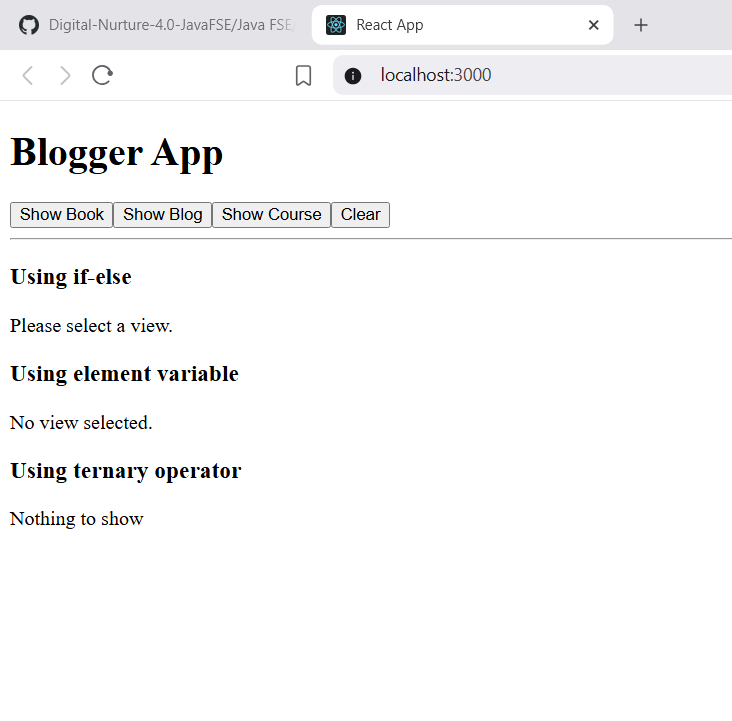 Digital-Nurture-4.0-JavaFSE/Java FSE/
React App
localhost:3000
Blogger App
Show Book Show Blog Show Course Clear
Using if-else
Please select a view.
Using element variable
No view selected.
Using ternary operator
Nothing to show